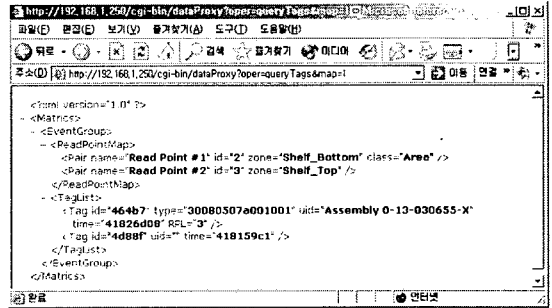 http://192.168.1.250/cgi-bin/dataProxy?oper=queryTags&map=1
파일(F) 편집(E) 보기(V) 즐겨찾기(A) 도구(T) 도움말(H)
뒤로 검색 즐겨찾기 미디어
주소(D) http://192.168.1.250/cgi-bin/dataProxy?oper=queryTags&map=1 이동 연결 »
<?xml version="1.0" ?>
- <Matrics>
- <EventGroup>
- <ReadPointMap>
<Pair name="Read Point #1" id="2" zone="Shelf_Bottom" class="Area" />
<Pair name="Read Point #2" id="3" zone="Shelf_Top" />
</ReadPointMap>
- <TagList>
<Tag id="464b7" type="30080507a001001" uid="Assembly 0-13-030655-X"
time="41826d08" RPL="3" />
<Tag id="4d88f" uid="" time="418159c1" />
</TagList>
</EventGroup>
</Matrics>
완료 인터넷